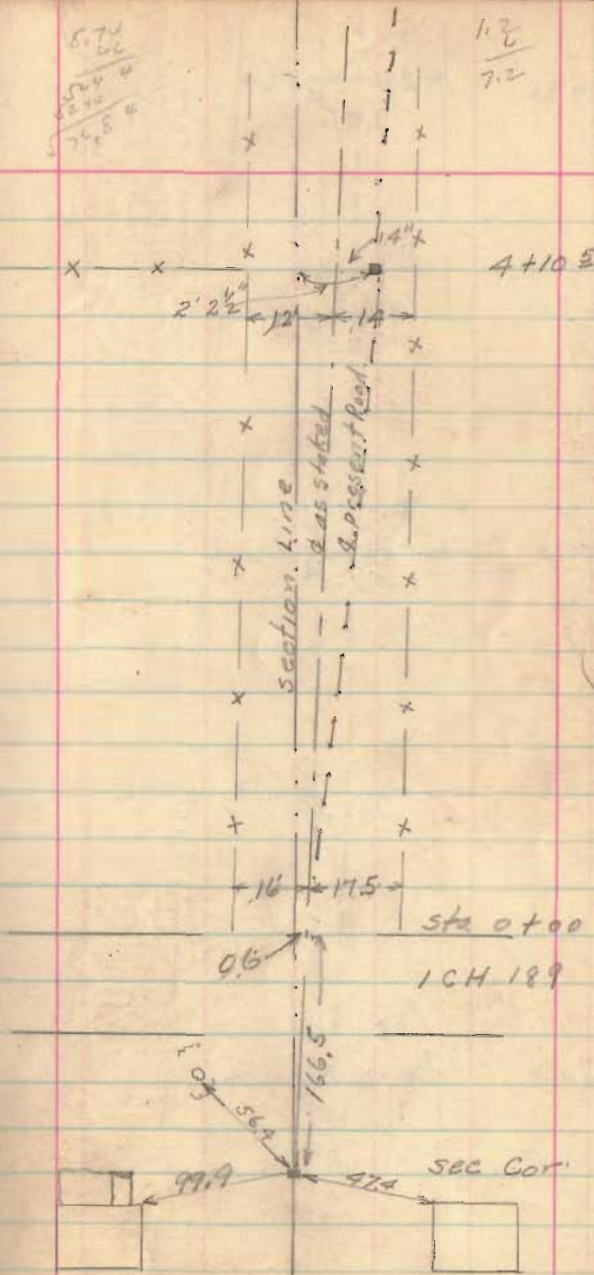 1.2
7.2
14"
4+10 5
2' 2½"
12'
14
Section Line
℄ as staked
℄ present Road
16
17.5
Sta 0+00
0.6
ICH 189
166.5
56.4
99.9
47.4
Sec Cor.